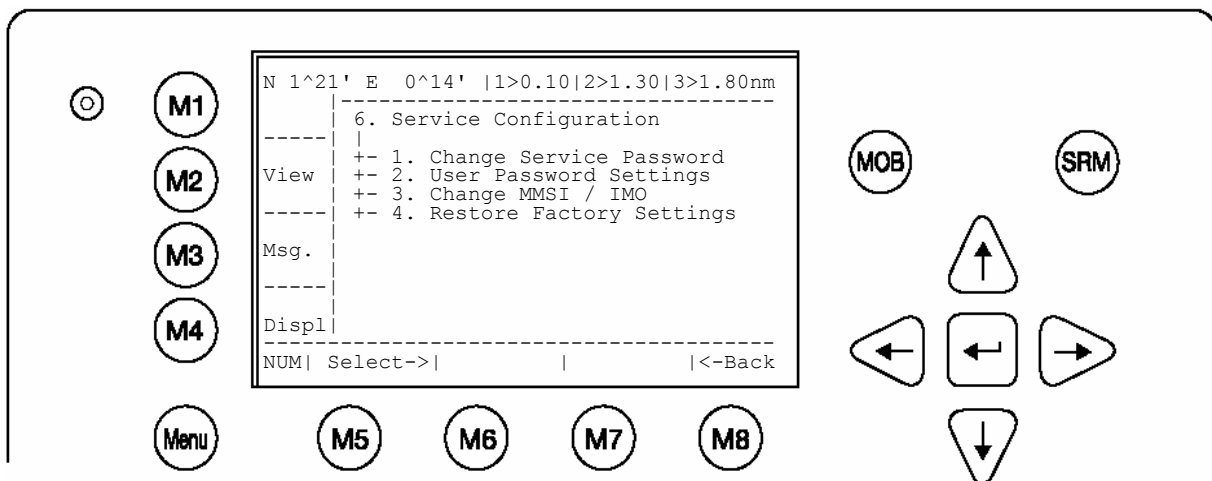 N 1^21' E  0^14' |1>0.10|2>1.30|3>1.80nm
6. Service Configuration
+- 1. Change Service Password
View | +- 2. User Password Settings
+- 3. Change MMSI / IMO
+- 4. Restore Factory Settings
Msg.
Displ
NUM| Select->| | |<-Back
M1
M2
M3
M4
Menu
M5
M6
M7
M8
MOB
SRM